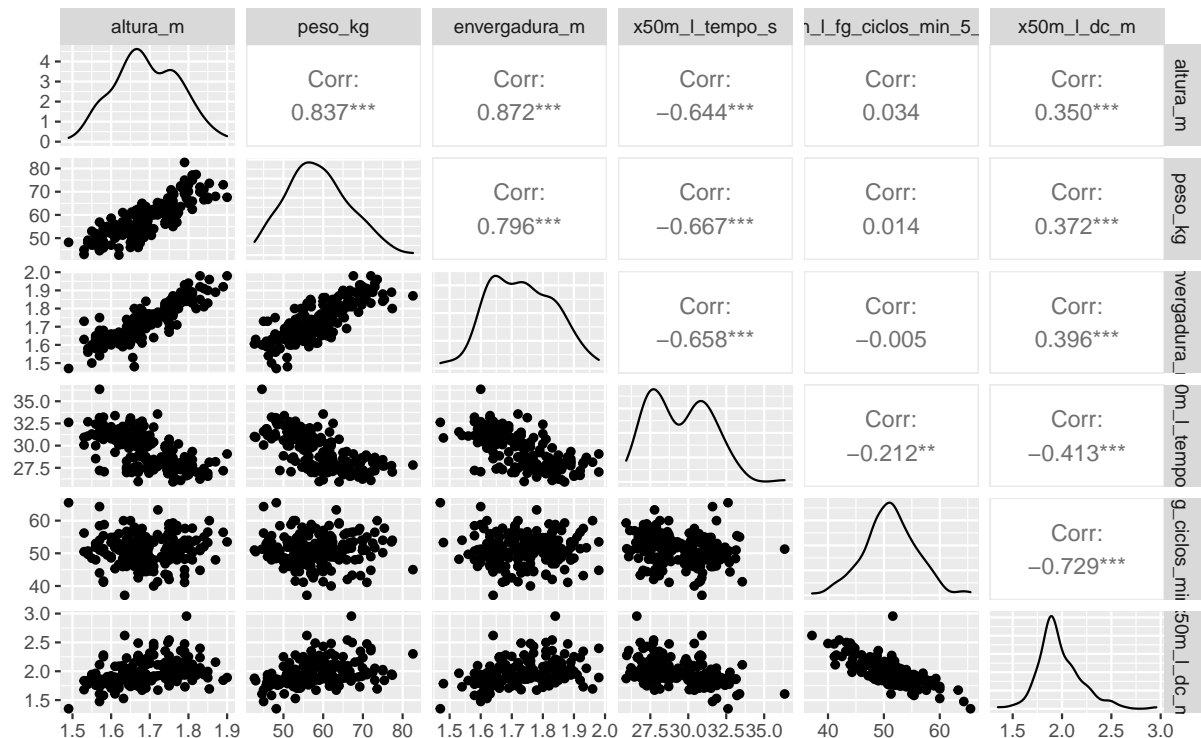 altura_m peso_kg envergadura_m x50m_l_tempo_s n_l_fg_ciclos_min_5_ x50m_l_dc_m
4 3 2 1 0
Corr: Corr: Corr: Corr: Corr:
0.837*** 0.872*** −0.644*** 0.034 0.350***
altura_m
80 70 60 50
Corr: Corr: Corr: Corr:
0.796*** −0.667*** 0.014 0.372***
peso_kg
2.0 1.9 1.8 1.7 1.6 1.5
Corr: Corr: Corr:
−0.658*** −0.005 0.396***
nvergadura_
35.0 32.5 30.0 27.5
Corr: Corr:
−0.212** −0.413***
0m_l_tempo
60 50 40
Corr:
−0.729***
g_ciclos_mi
3.0 2.5 2.0 1.5
50m_l_dc_m
1.5 1.6 1.7 1.8 1.9 50 60 70 80 1.5 1.6 1.7 1.8 1.9 2.0 27.5 30.0 32.5 35.0 40 50 60 1.5 2.0 2.5 3.0